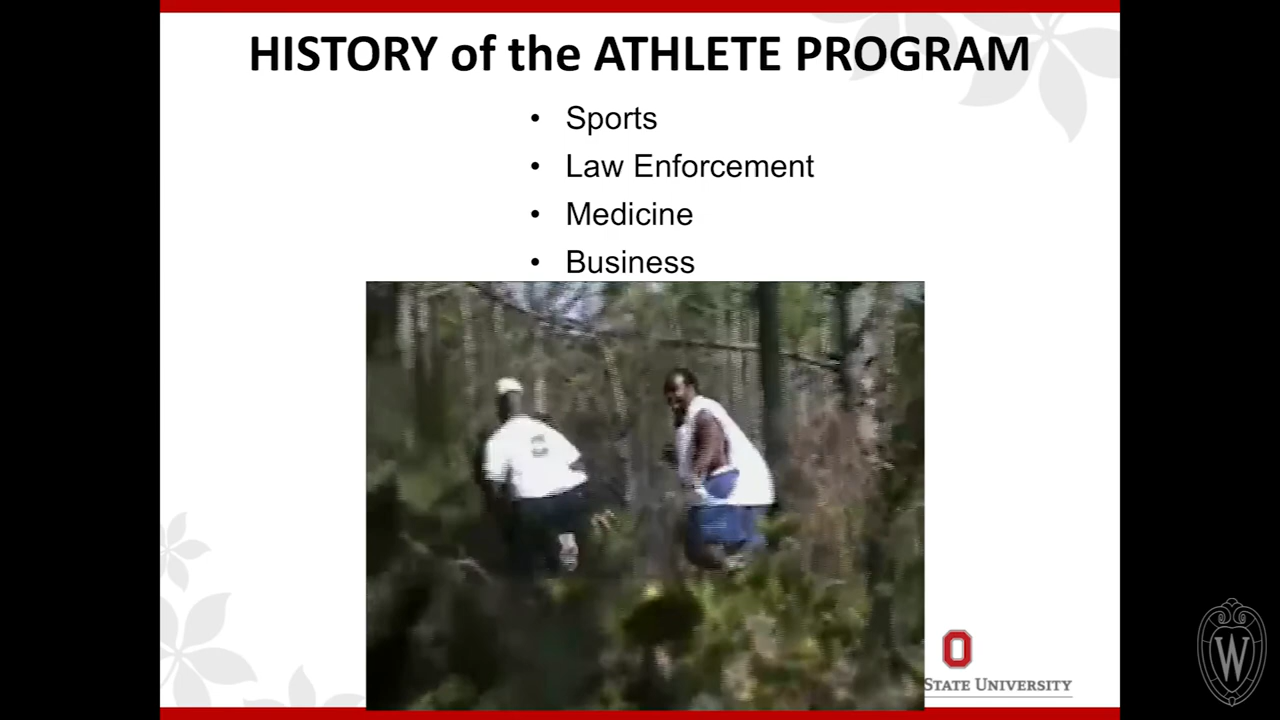 HISTORY of the ATHLETE PROGRAM
• Sports
• Law Enforcement
• Medicine
• Business
O
STATE UNIVERSITY
W